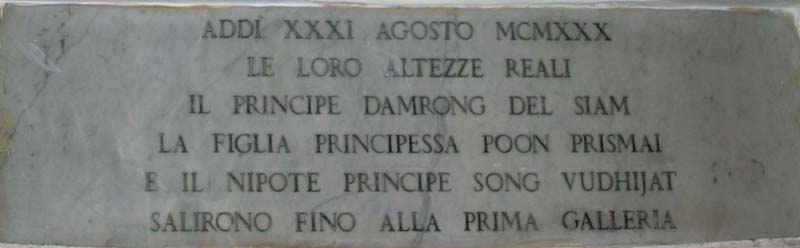 ADDÌ XXXI AGOSTO MCMXXX
LE LORO ALTEZZE REALI
IL PRINCIPE DAMRONG DEL SIAM
LA FIGLIA PRINCIPESSA POON PRISMAI
E IL NIPOTE PRINCIPE SONG VUDHIJAT
SALIRONO FINO ALLA PRIMA GALLERIA